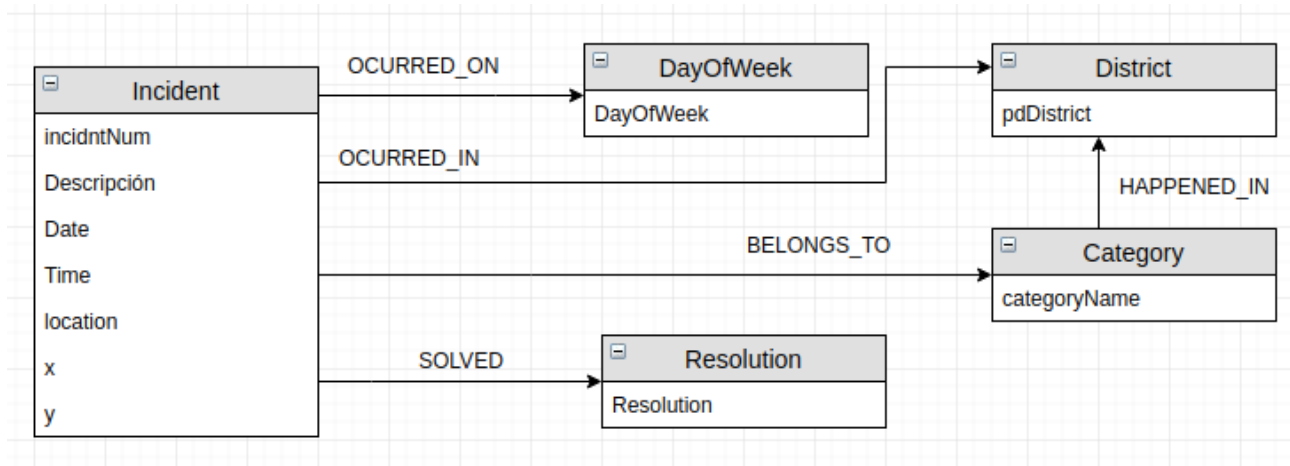 Incident
incidntNum
Descripción
Date
Time
location
x
y
OCURRED_ON
DayOfWeek
DayOfWeek
OCURRED_IN
District
pdDistrict
HAPPENED_IN
BELONGS_TO
Category
categoryName
SOLVED
Resolution
Resolution